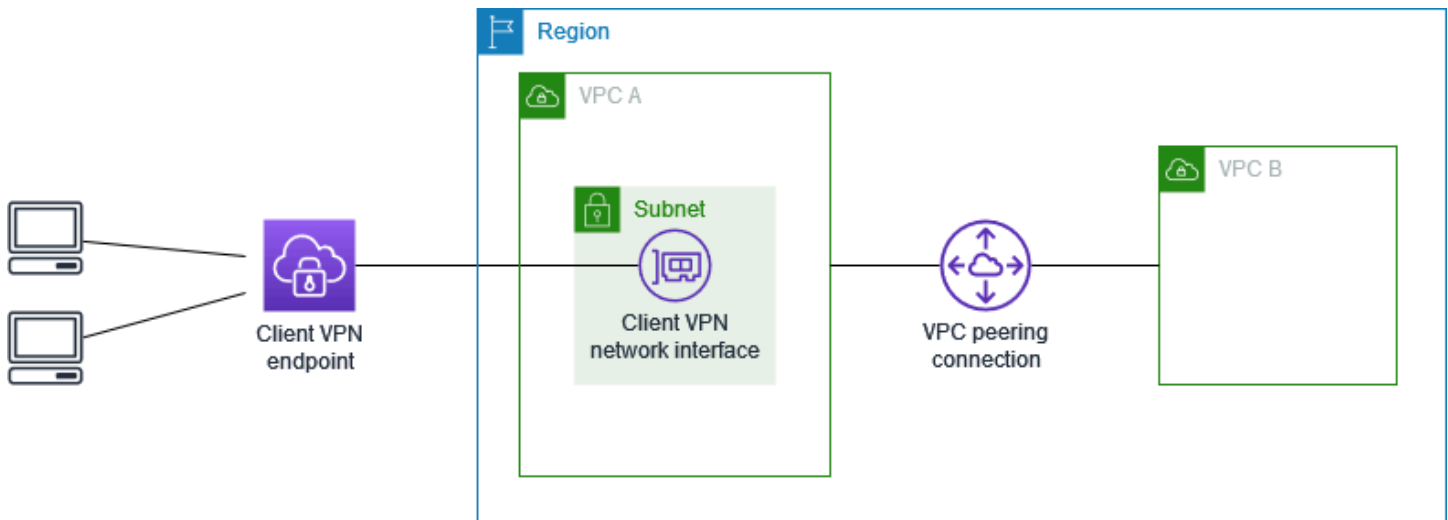 Region
VPC A
VPC B
Subnet
Client VPN
endpoint
Client VPN
network interface
VPC peering
connection